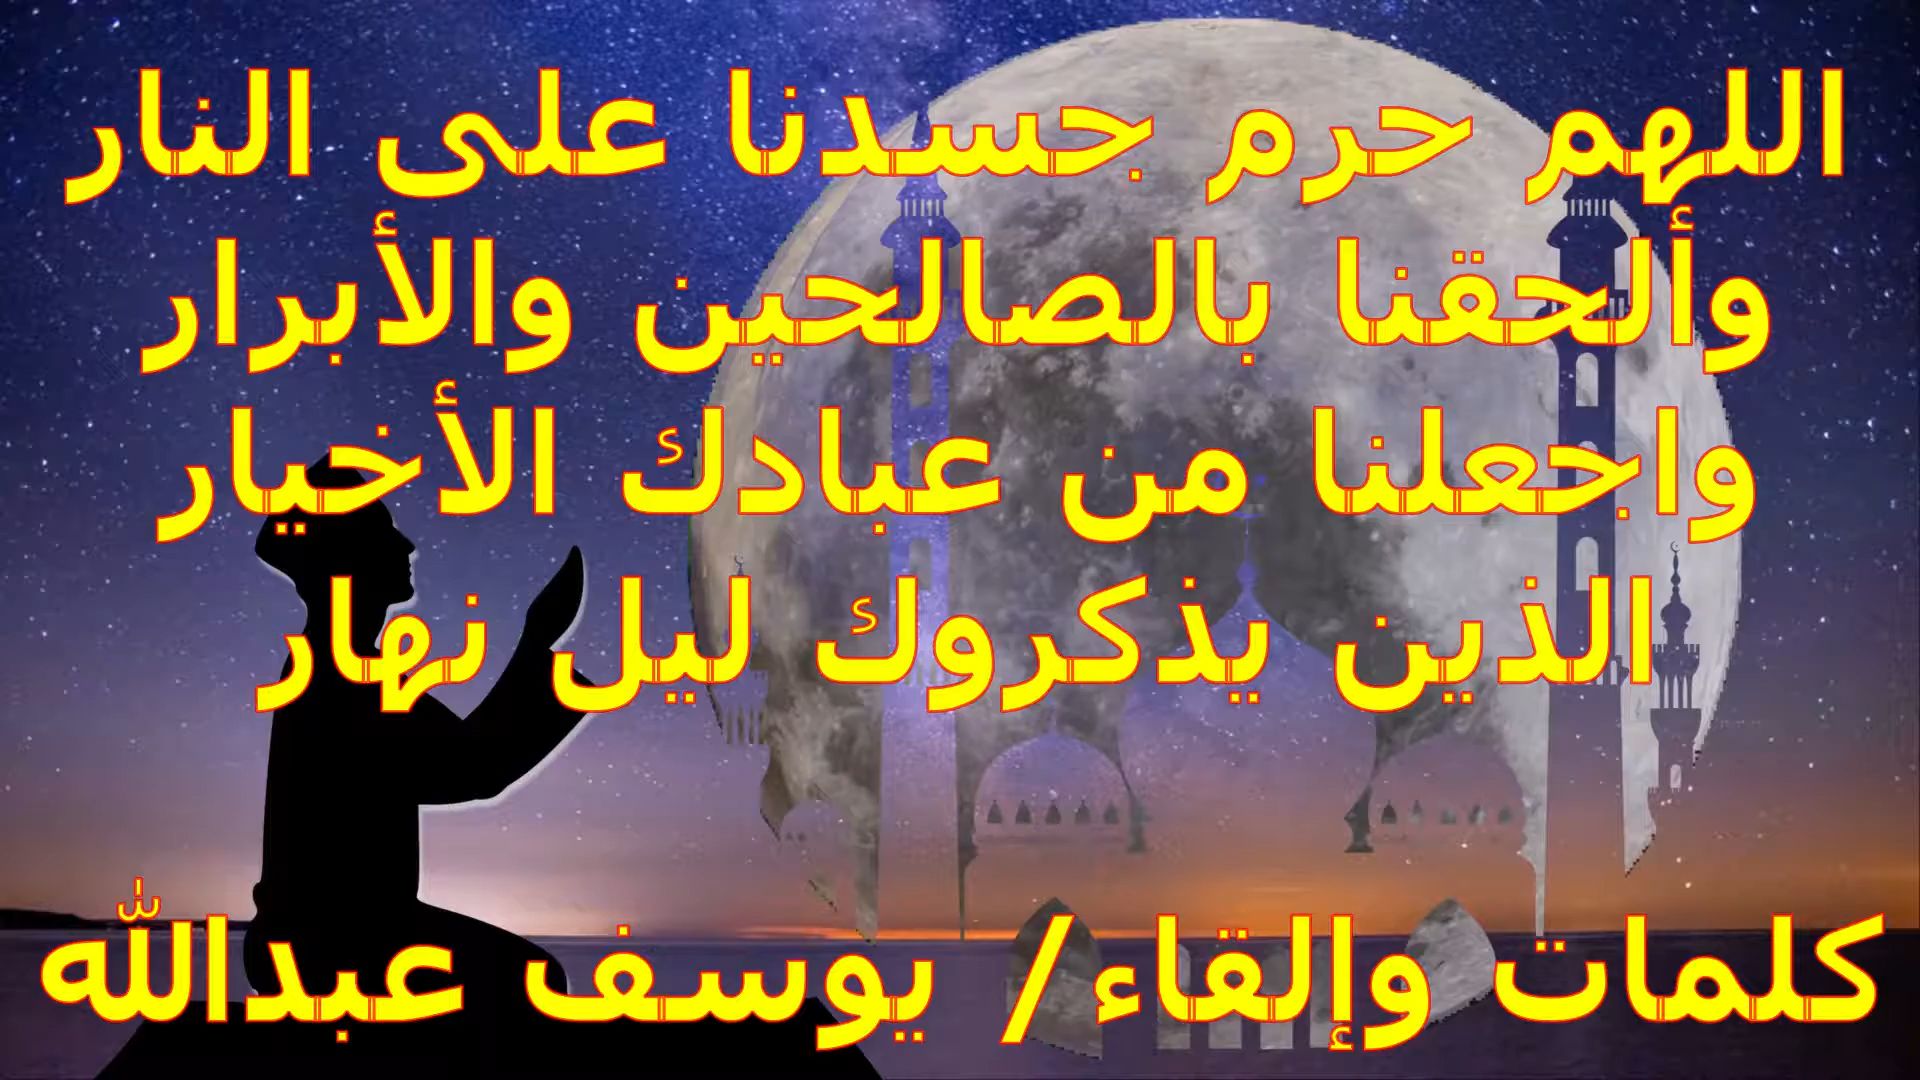 اللهم حرم جسدنا على النار
وألحقنا بالصالحين والأبرار
واجعلنا من عبادك الأخيار
الذين يذكروك ليل نهار
كلمات وإلقاء/ يوسف عبدالله